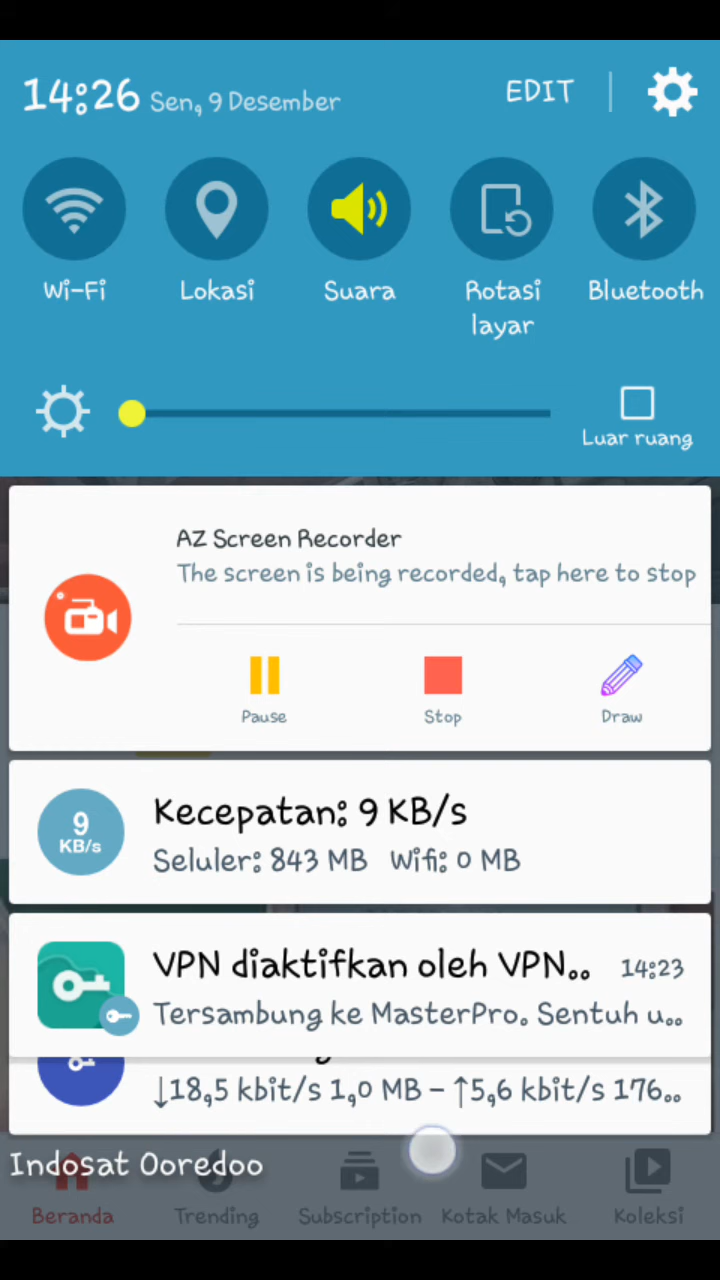 14:26 Sen, 9 Desember EDIT
Wi-Fi Lokasi Suara Rotasi layar Bluetooth
Luar ruang
AZ Screen Recorder
The screen is being recorded, tap here to stop
Pause Stop Draw
9 KB/s
Kecepatan: 9 KB/s
Seluler: 843 MB Wifi: 0 MB
VPN diaktifkan oleh VPN.. 14:23
Tersambung ke MasterPro. Sentuh u..
↓18,5 kbit/s 1,0 MB – ↑5,6 kbit/s 176..
Indosat Ooredoo
Beranda Trending Subscription Kotak Masuk Koleksi